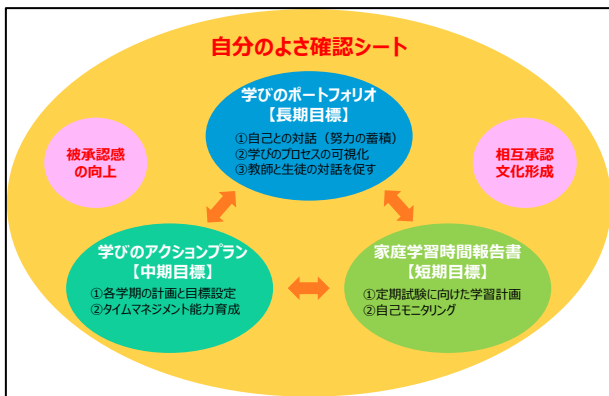 自分のよさ確認シート
学びのポートフォリオ
【長期目標】
①自己との対話（努力の蓄積）
②学びのプロセスの可視化
③教師と生徒の対話を促す
被承認感
の向上
相互承認
文化形成
学びのアクションプラン
【中期目標】
①各学期の計画と目標設定
②タイムマネジメント能力育成
家庭学習時間報告書
【短期目標】
①定期試験に向けた学習計画
②自己モニタリング